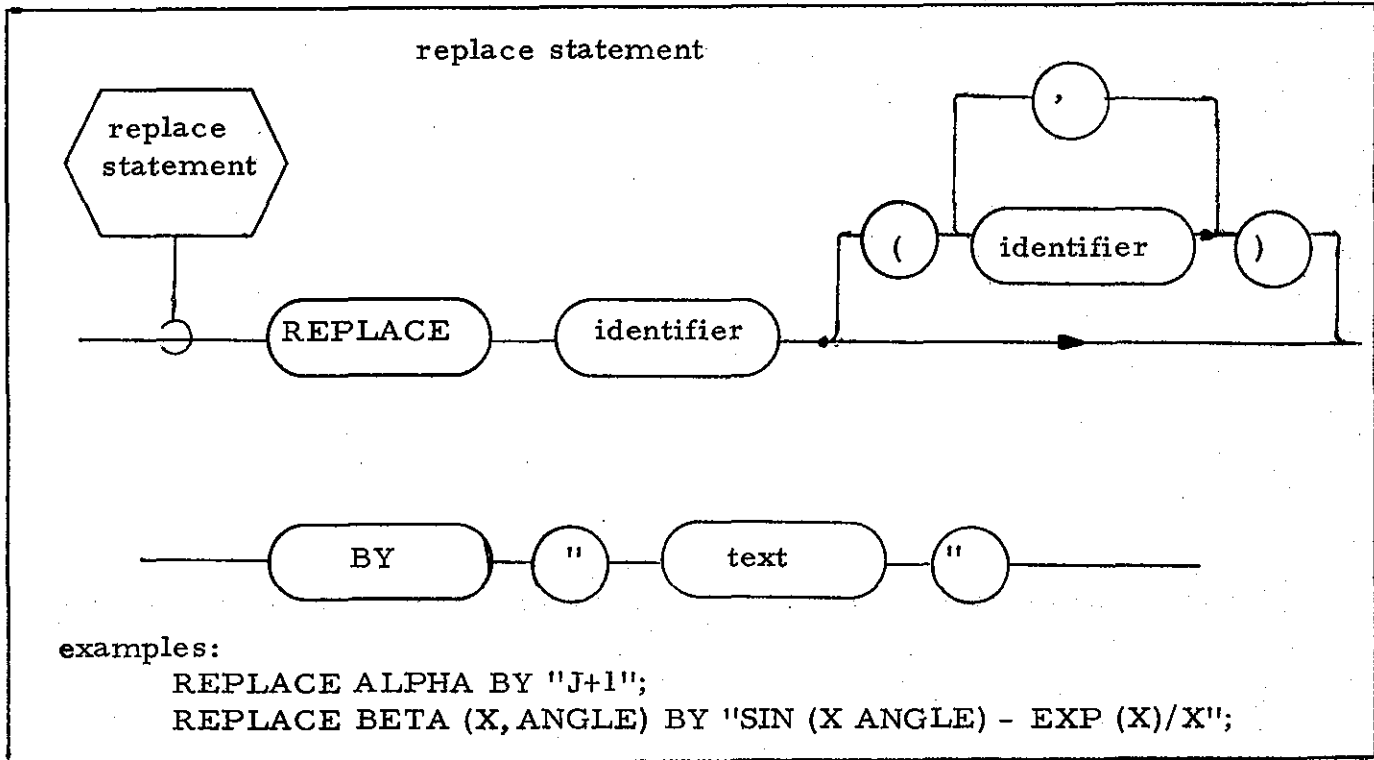 replace statement
replace
statement
,
( identifier )
REPLACE identifier
BY " text "
examples:
REPLACE ALPHA BY "J+1";
REPLACE BETA (X, ANGLE) BY "SIN (X ANGLE) - EXP (X)/X";